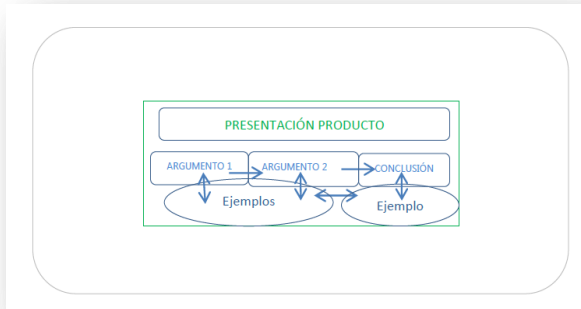 PRESENTACIÓN PRODUCTO
ARGUMENTO 1 ARGUMENTO 2 CONCLUSIÓN
Ejemplos Ejemplo